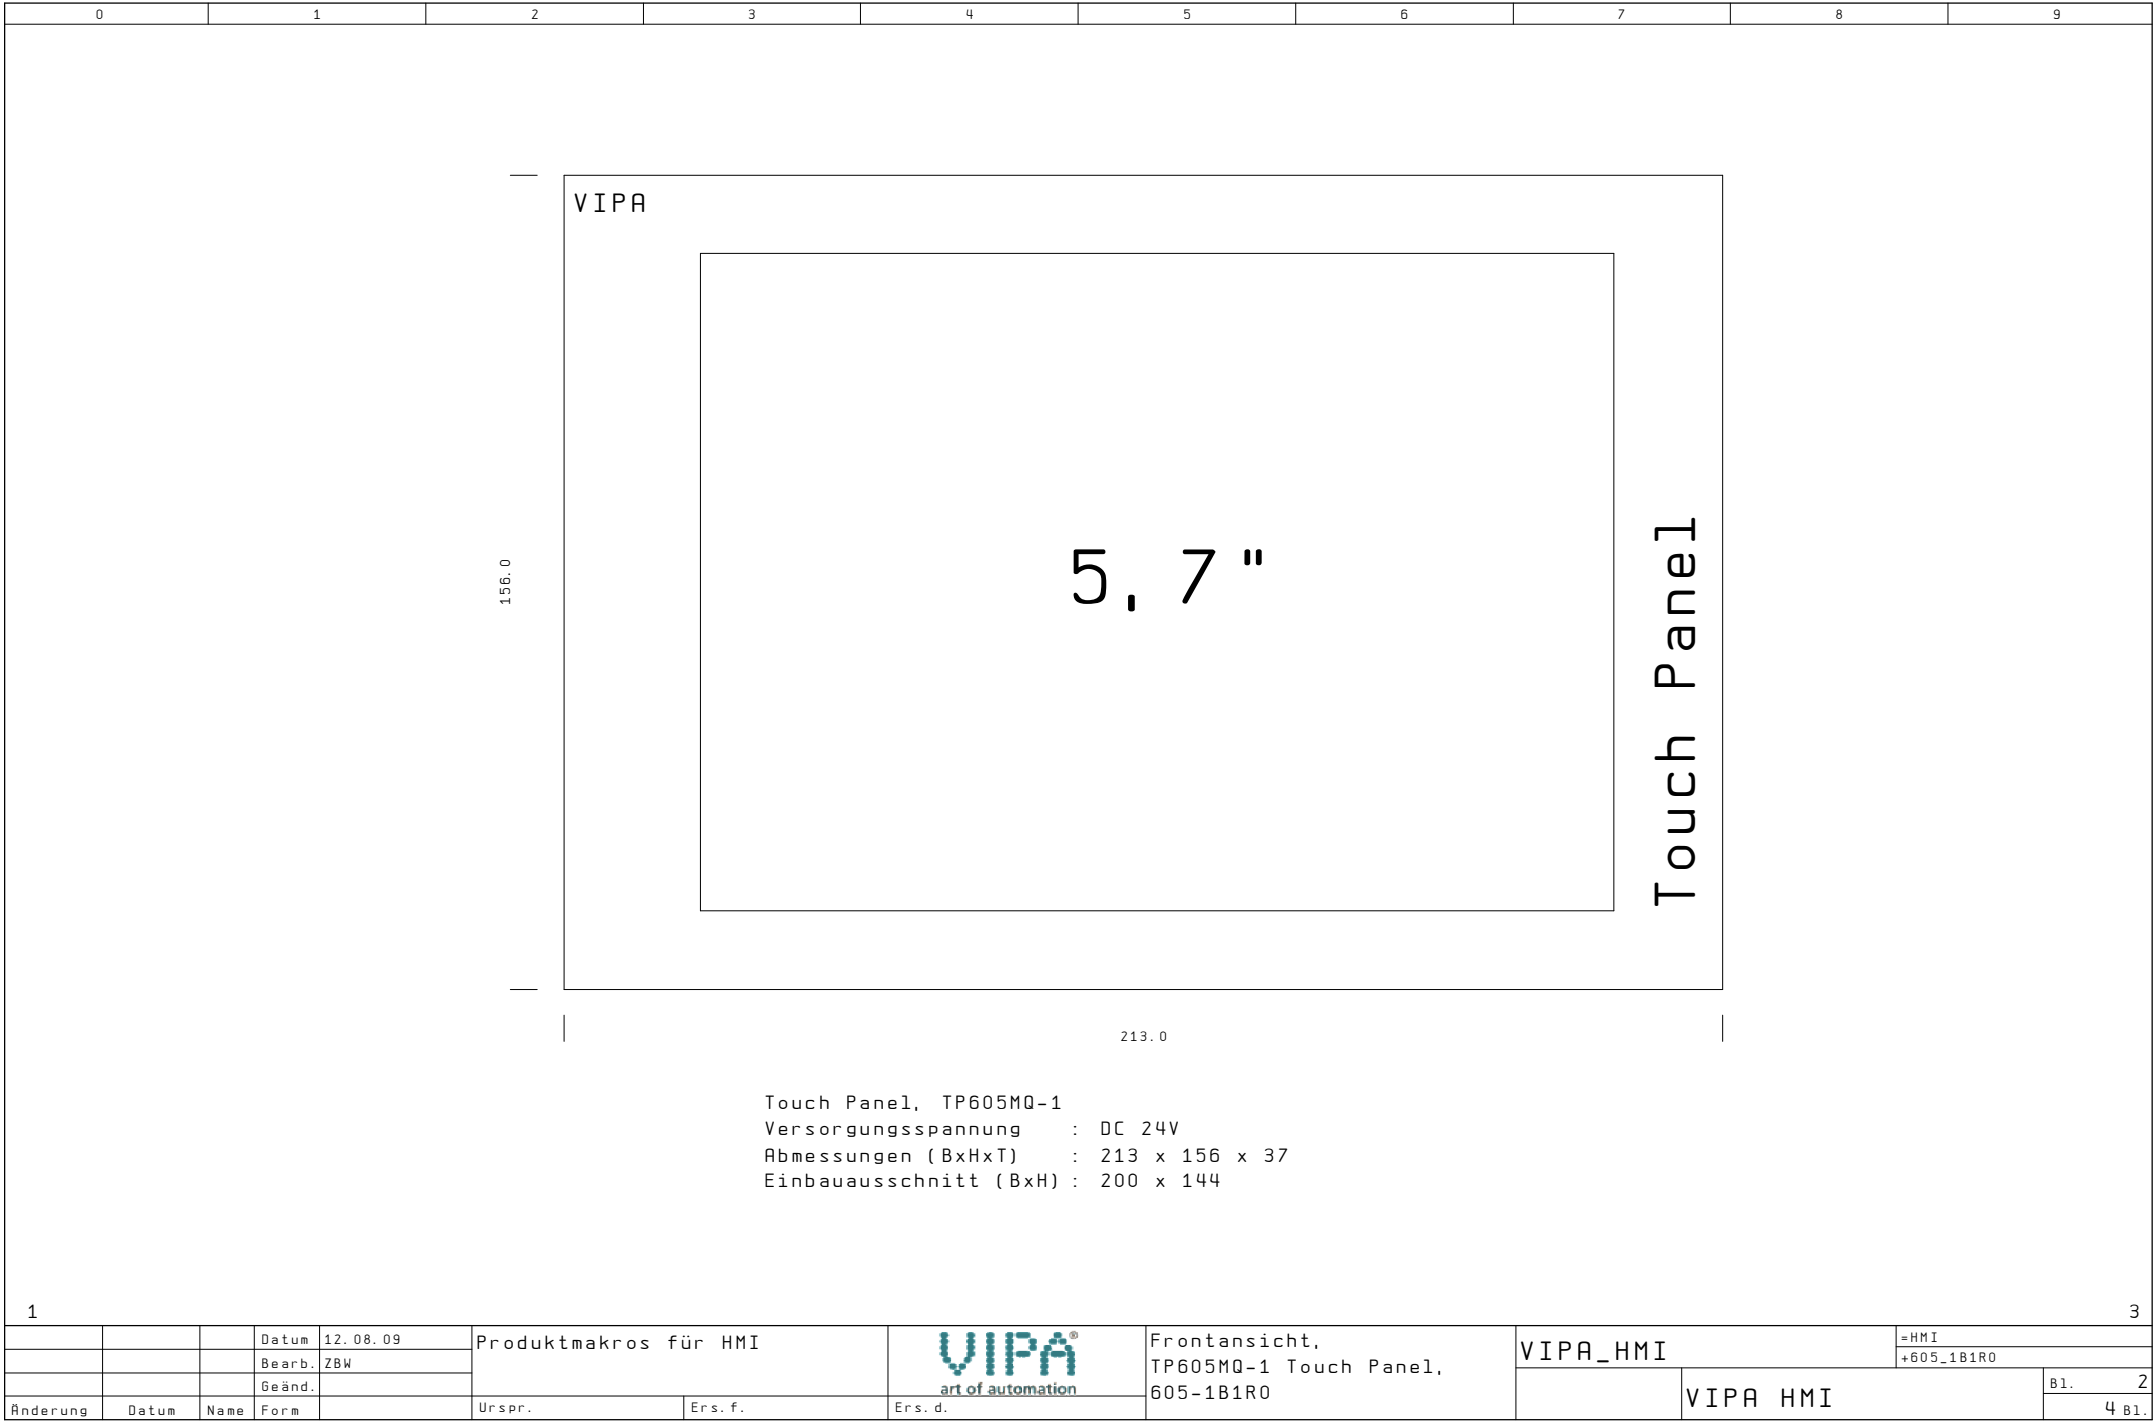 0 1 2 3 4 5 6 7 8 9
VIPA
5,7"
Touch Panel
156.0
213.0
Touch Panel, TP605MQ-1
Versorgungsspannung : DC 24V
Abmessungen (BxHxT) : 213 x 156 x 37
Einbauausschnitt (BxH) : 200 x 144
1
3
Datum 12.08.09
Bearb. ZBW
Geänd.
Änderung Datum Name Form
Produktmakros für HMI
Urspr. Ers.f. Ers.d.
VIPA®
art of automation
Frontansicht,
TP605MQ-1 Touch Panel,
605-1B1R0
VIPA_HMI
=HMI
+605_1B1R0
VIPA HMI
Bl. 2
4 Bl.